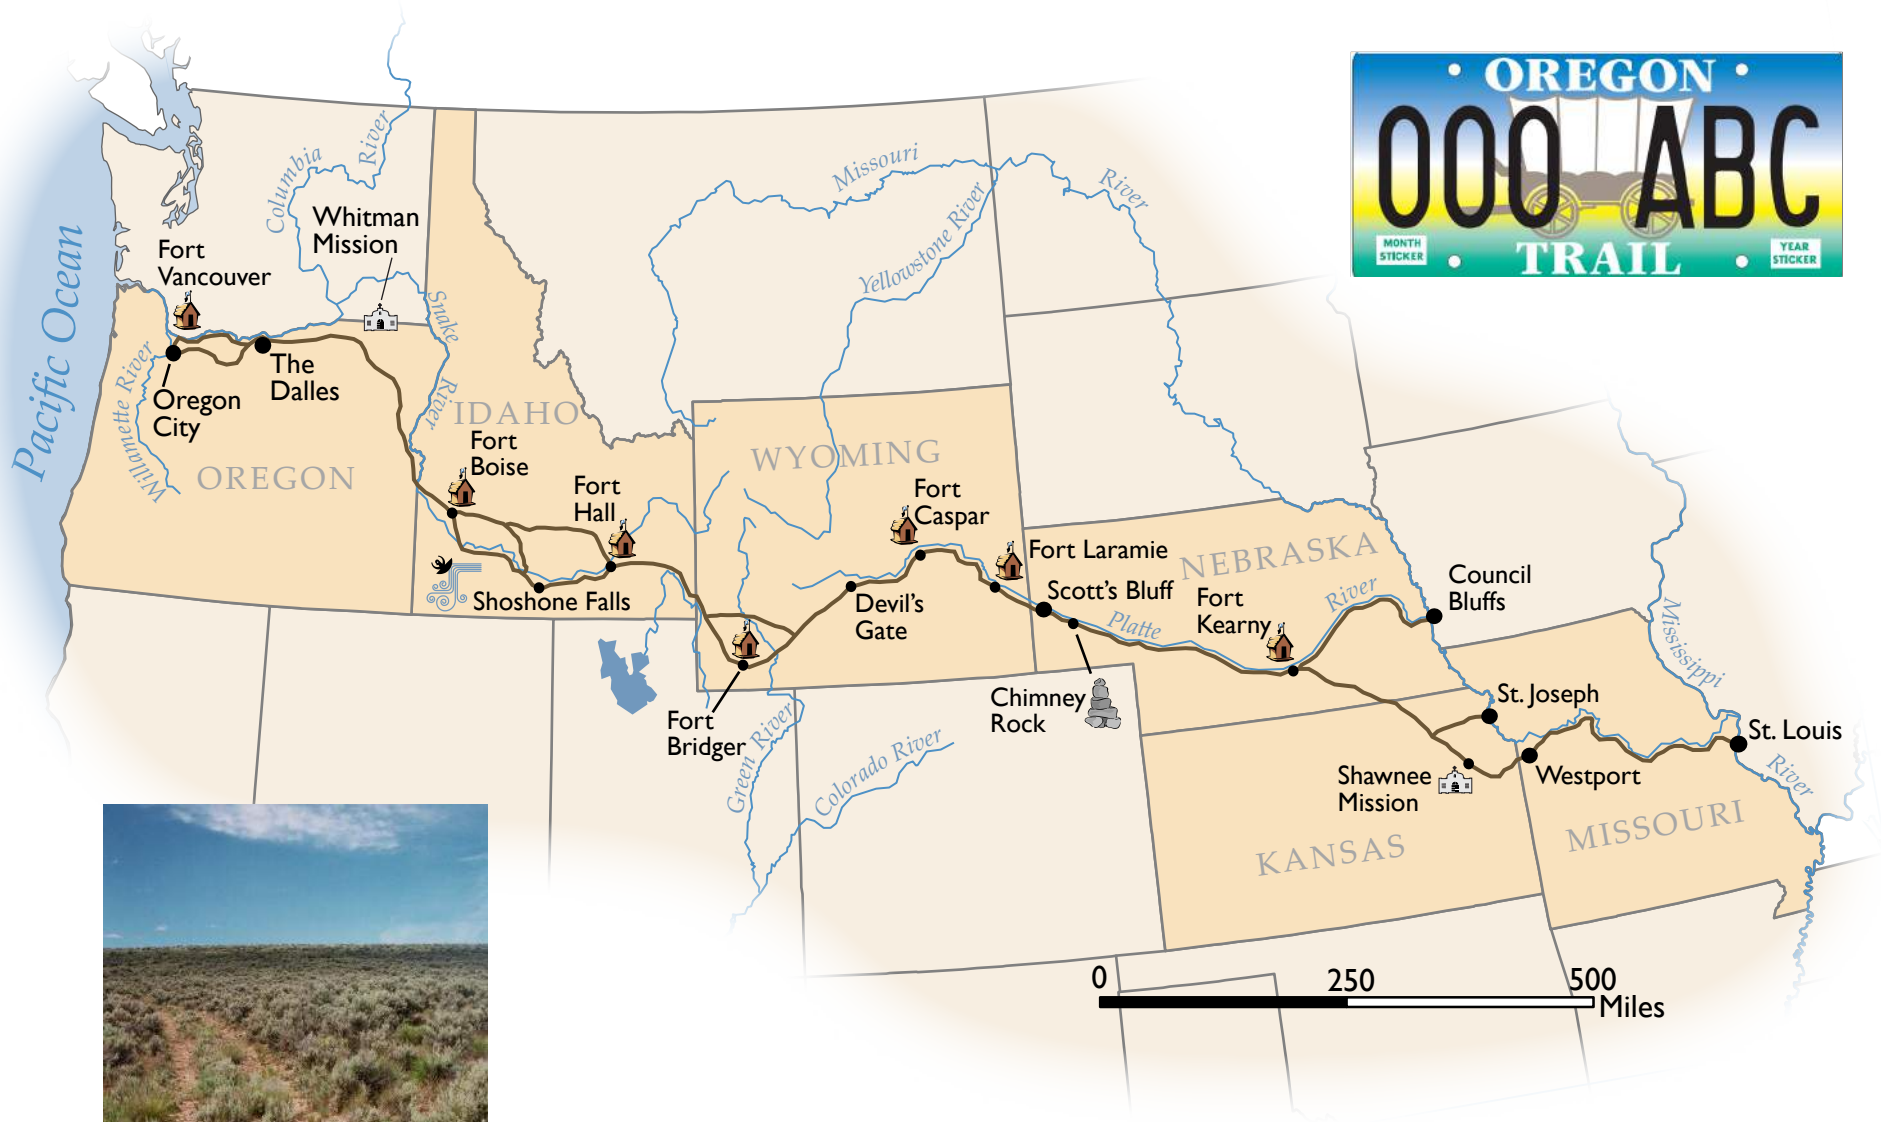 OREGON
000 ABC
MONTH
STICKER
TRAIL
YEAR
STICKER
Pacific Ocean
Columbia
River
Whitman
Mission
Fort
Vancouver
Willamette River
Oregon
City
The
Dalles
OREGON
Snake
River
IDAHO
Fort
Boise
Fort
Hall
Shoshone Falls
Missouri
River
Yellowstone River
WYOMING
Fort
Caspar
Fort Laramie
Scott's Bluff
Devil's
Gate
Fort
Bridger
Green River
Colorado River
Chimney
Rock
Platte
River
NEBRASKA
Fort
Kearny
Council
Bluffs
St. Joseph
Mississippi
River
St. Louis
Westport
Shawnee
Mission
KANSAS
MISSOURI
0 250 500
Miles